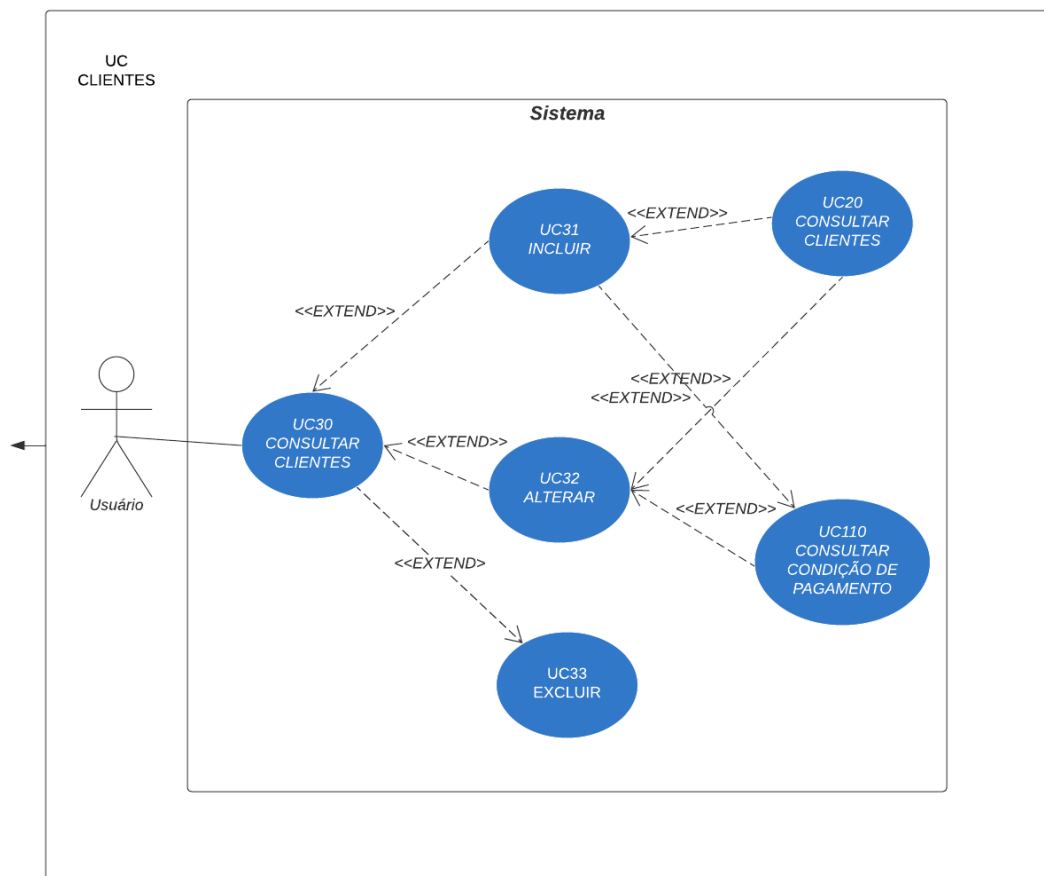 UC
CLIENTES
Sistema
UC31
INCLUIR
<<EXTEND>>
UC20
CONSULTAR
CLIENTES
<<EXTEND>>
<<EXTEND>>
<<EXTEND>>
UC30
CONSULTAR
CLIENTES
<<EXTEND>>
UC32
ALTERAR
Usuário
<<EXTEND>>
UC110
CONSULTAR
CONDIÇÃO DE
PAGAMENTO
<<EXTEND>
UC33
EXCLUIR